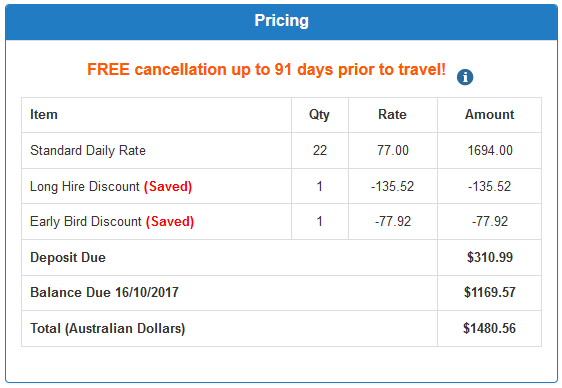 Pricing
FREE cancellation up to 91 days prior to travel!
Item Qty Rate Amount
Standard Daily Rate 22 77.00 1694.00
Long Hire Discount (Saved) 1 -135.52 -135.52
Early Bird Discount (Saved) 1 -77.92 -77.92
Deposit Due $310.99
Balance Due 16/10/2017 $1169.57
Total (Australian Dollars) $1480.56